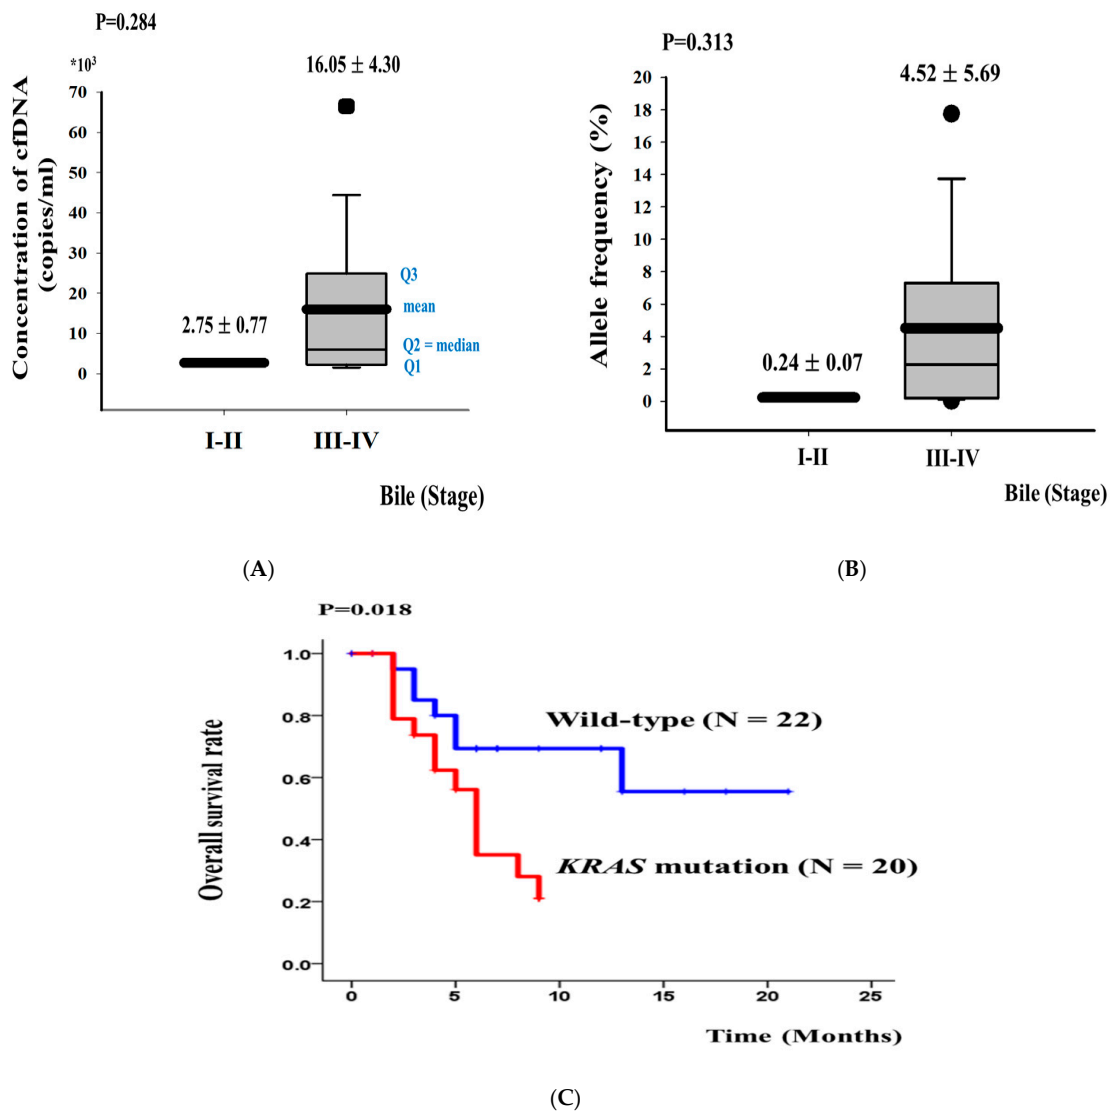 P=0.284
*10³
16.05 ± 4.30
70
60
50
40
30
20
10
0
Concentration of cfDNA
(copies/ml)
2.75 ± 0.77
Q3
mean
Q2 = median
Q1
I-II
III-IV
Bile (Stage)
(A)
P=0.313
4.52 ± 5.69
20
18
16
14
12
10
8
6
4
2
0
Allele frequency (%)
0.24 ± 0.07
I-II
III-IV
Bile (Stage)
(B)
P=0.018
1.0
0.8
0.6
0.4
0.2
0.0
Overall survival rate
Wild-type (N = 22)
KRAS mutation (N = 20)
0
5
10
15
20
25
Time (Months)
(C)